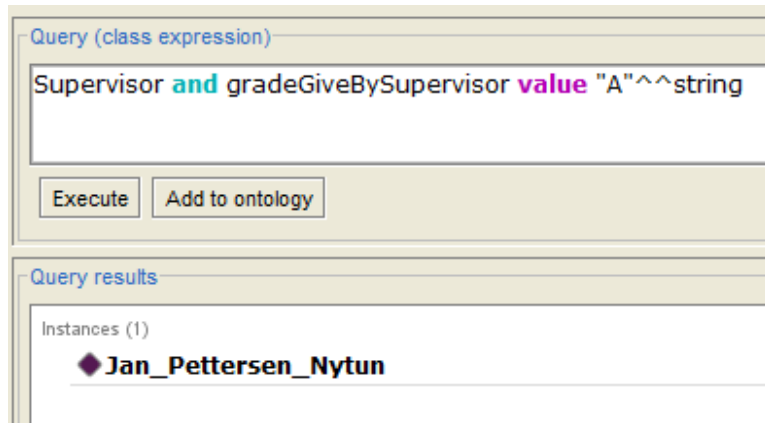 Query (class expression)
Supervisor and gradeGiveBySupervisor value "A"^^string
Execute Add to ontology
Query results
Instances (1)
Jan_Pettersen_Nytun